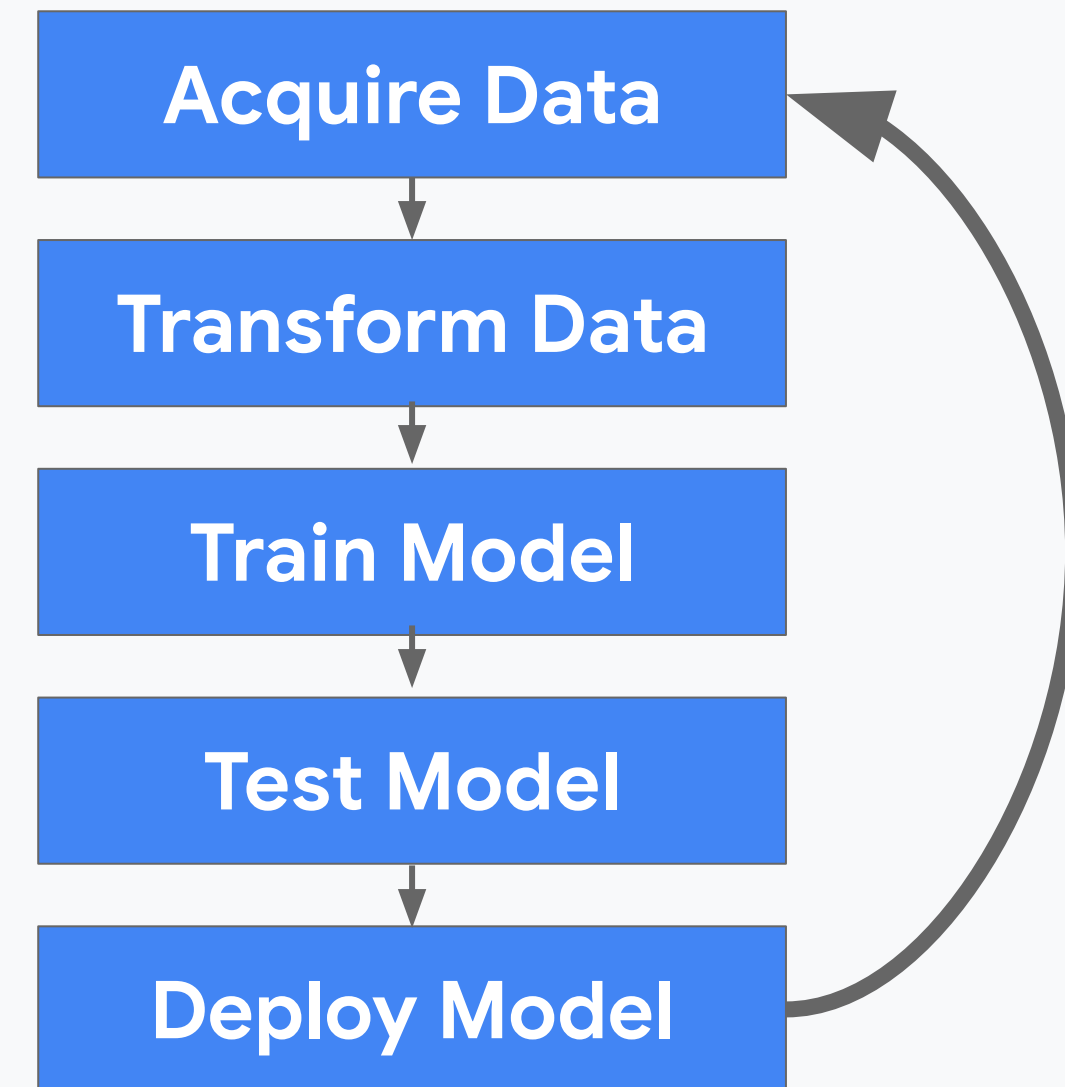 Acquire Data
Transform Data
Train Model
Test Model
Deploy Model